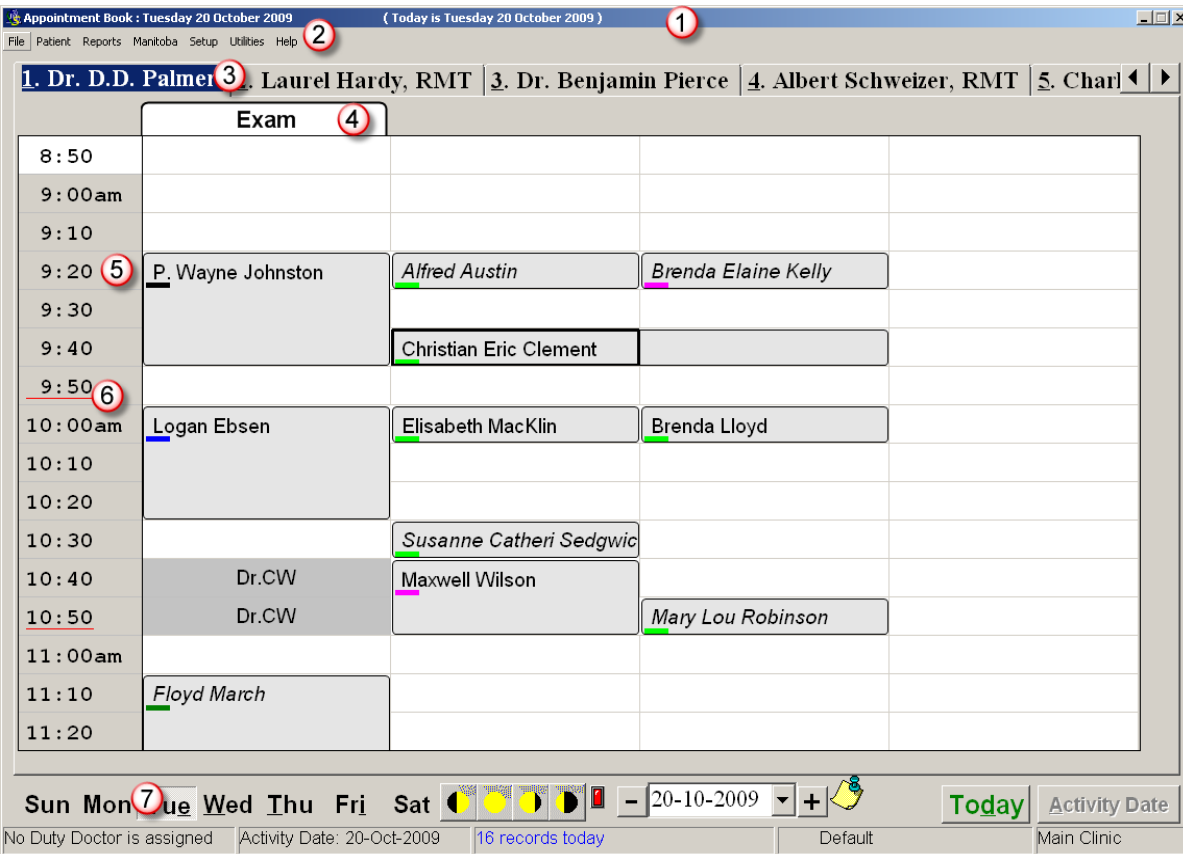 Appointment Book : Tuesday 20 October 2009 ( Today is Tuesday 20 October 2009 ) 1
File Patient Reports Manitoba Setup Utilities Help 2
1. Dr. D.D. Palmer 3 . Laurel Hardy, RMT 3. Dr. Benjamin Pierce 4. Albert Schweizer, RMT 5. Charl
Exam 4
8:50
9:00am
9:10
9:20 5 P. Wayne Johnston Alfred Austin Brenda Elaine Kelly
9:30
9:40 Christian Eric Clement
9:50 6
10:00am Logan Ebsen Elisabeth MacKlin Brenda Lloyd
10:10
10:20
10:30 Susanne Catheri Sedgwic
10:40 Dr.CW Maxwell Wilson
10:50 Dr.CW Mary Lou Robinson
11:00am
11:10 Floyd March
11:20
Sun Mon 7 ue Wed Thu Fri Sat − 20-10-2009 + Today Activity Date
No Duty Doctor is assigned Activity Date: 20-Oct-2009 16 records today Default Main Clinic